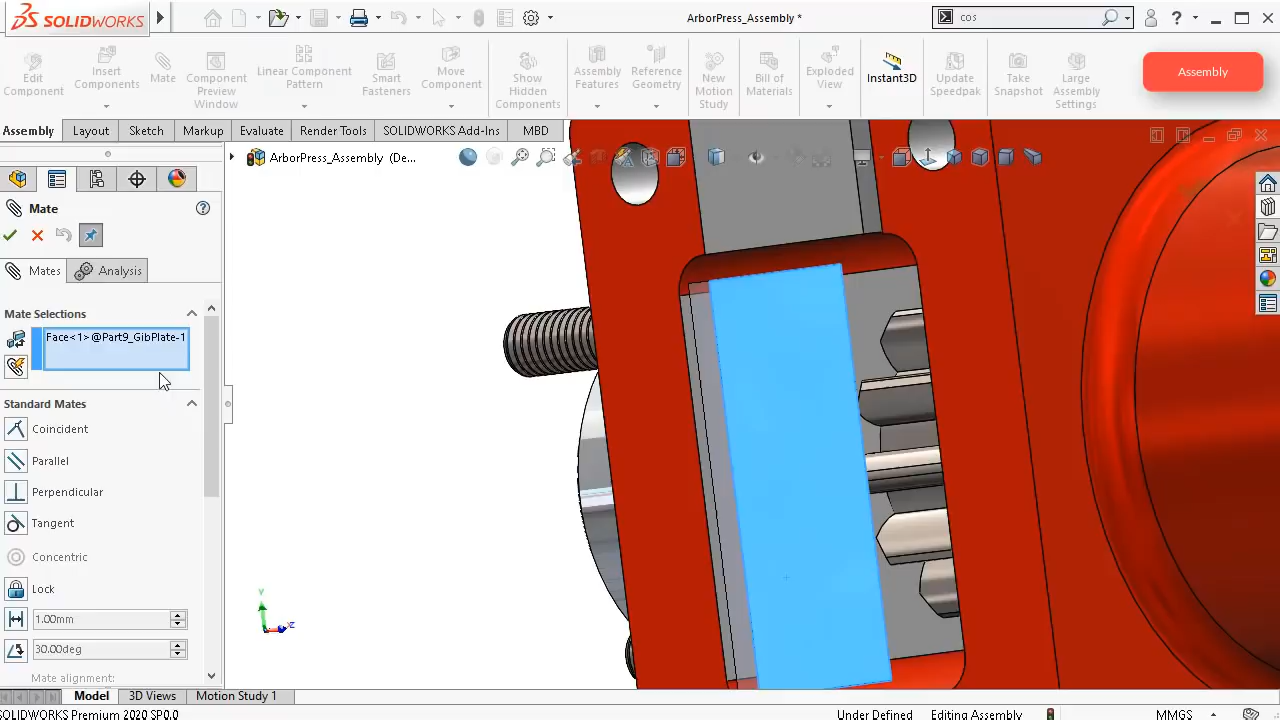 SOLIDWORKS
ArborPress_Assembly *
cos
Edit Component
Insert Components
Mate
Component Preview Window
Linear Component Pattern
Smart Fasteners
Move Component
Show Hidden Components
Assembly Features
Reference Geometry
New Motion Study
Bill of Materials
Exploded View
Instant3D
Update Speedpak
Take Snapshot
Large Assembly Settings
Assembly
Assembly Layout Sketch Markup Evaluate Render Tools SOLIDWORKS Add-Ins MBD
ArborPress_Assembly (De...
Mate
Mates Analysis
Mate Selections
Face<1>@Part9_GibPlate-1
Standard Mates
Coincident
Parallel
Perpendicular
Tangent
Concentric
Lock
1.00mm
30.00deg
Mate alignment:
Y
XZ
Model 3D Views Motion Study 1
SOLIDWORKS Premium 2020 SP0.0
Under Defined Editing Assembly MMGS